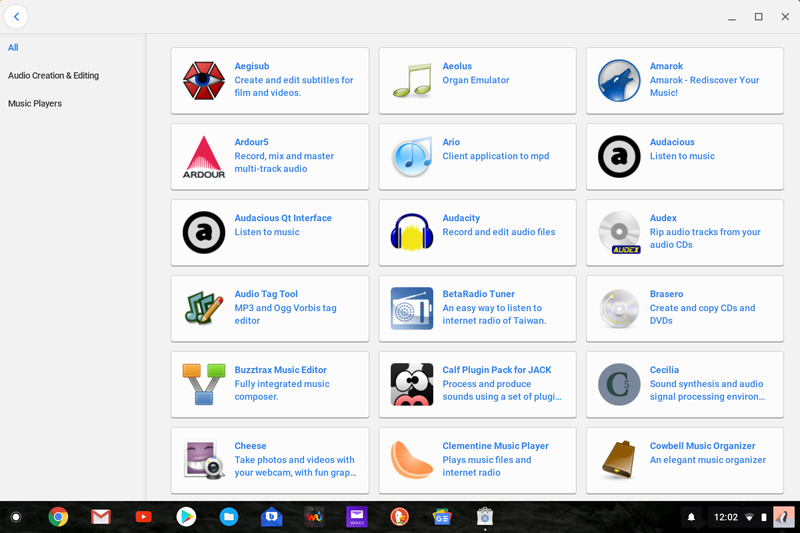 All
Audio Creation & Editing
Music Players
Aegisub
Create and edit subtitles for
film and videos.
Aeolus
Organ Emulator
Amarok
Amarok - Rediscover Your
Music!
ARDOUR
Ardour5
Record, mix and master
multi-track audio
Ario
Client application to mpd
a
Audacious
Listen to music
a
Audacious Qt Interface
Listen to music
Audacity
Record and edit audio files
AUDEX
Audex
Rip audio tracks from your
audio CDs
Audio Tag Tool
MP3 and Ogg Vorbis tag
editor
BetaRadio Tuner
An easy way to listen to
internet radio of Taiwan.
Brasero
Create and copy CDs and
DVDs
Buzztrax Music Editor
Fully integrated music
composer.
Calf Plugin Pack for JACK
Process and produce
sounds using a set of plugi…
C5
Cecilia
Sound synthesis and audio
signal processing environ…
Cheese
Take photos and videos with
your webcam, with fun grap…
Clementine Music Player
Plays music files and
internet radio
Cowbell Music Organizer
An elegant music organizer
12:02